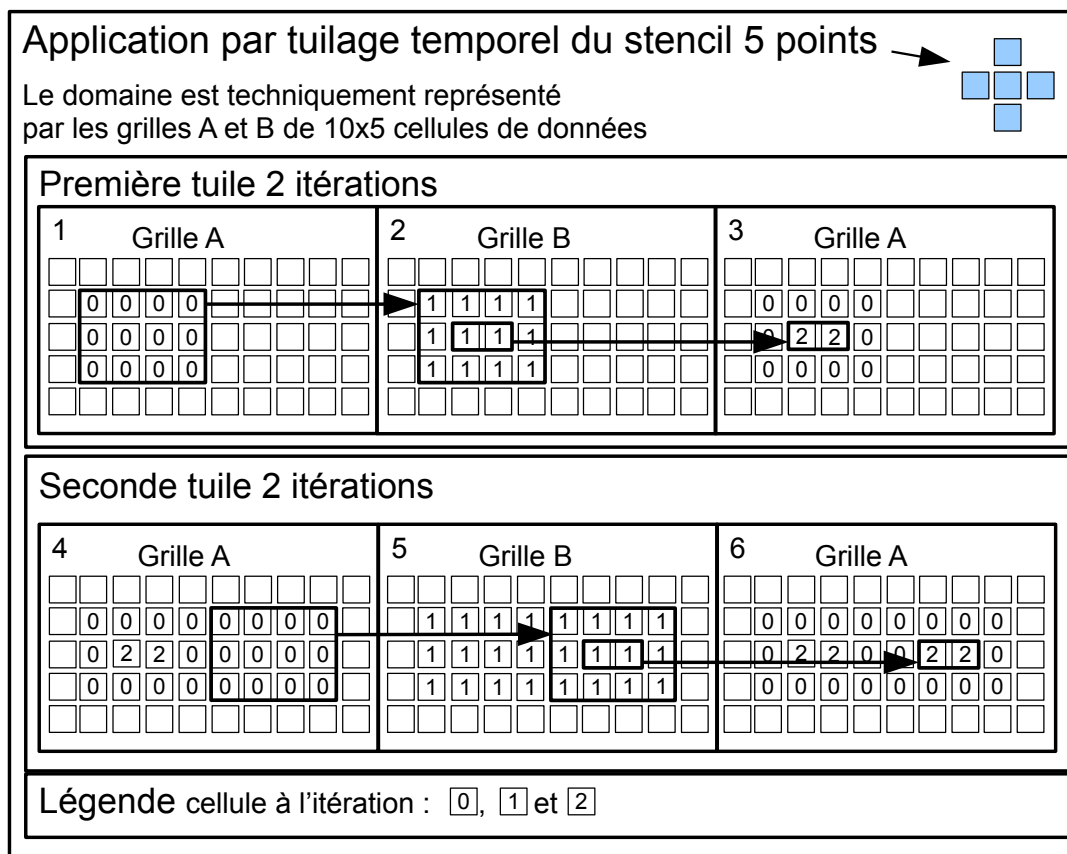 Application par tuilage temporel du stencil 5 points
Le domaine est techniquement représenté
par les grilles A et B de 10x5 cellules de données
Première tuile 2 itérations
1 Grille A
0 0 0 0
0 0 0 0
0 0 0 0
2 Grille B
1 1 1 1
1 1 1 1
1 1 1 1
3 Grille A
0 0 0 0
0 2 2 0
0 0 0 0
Seconde tuile 2 itérations
4 Grille A
0 0 0 0 0 0 0 0
0 2 2 0 0 0 0 0
0 0 0 0 0 0 0 0
5 Grille B
1 1 1 1 1 1 1 1
1 1 1 1 1 1 1 1
1 1 1 1 1 1 1 1
6 Grille A
0 0 0 0 0 0 0 0
0 2 2 0 0 2 2 0
0 0 0 0 0 0 0 0
Légende cellule à l'itération : 0, 1 et 2